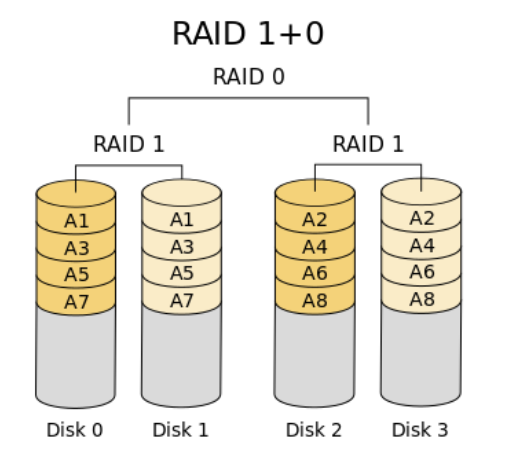 RAID 1+0
RAID 0
RAID 1 RAID 1
A1 A1 A2 A2
A3 A3 A4 A4
A5 A5 A6 A6
A7 A7 A8 A8
Disk 0 Disk 1 Disk 2 Disk 3